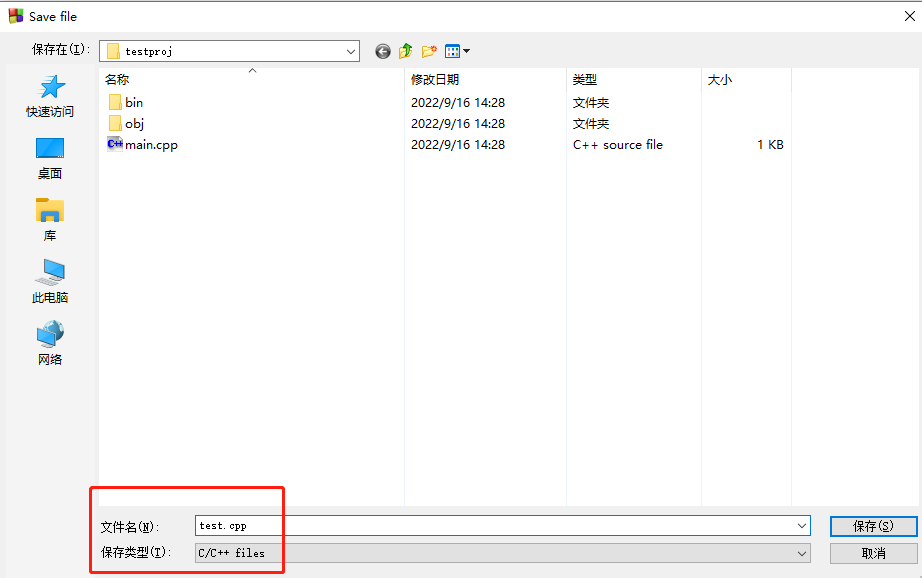 Save file
保存在(I):
testproj
快速访问
桌面
库
此电脑
网络
名称 修改日期 类型 大小
bin 2022/9/16 14:28 文件夹
obj 2022/9/16 14:28 文件夹
C++ main.cpp 2022/9/16 14:28 C++ source file 1 KB
文件名(N): test.cpp 保存(S)
保存类型(T): C/C++ files 取消